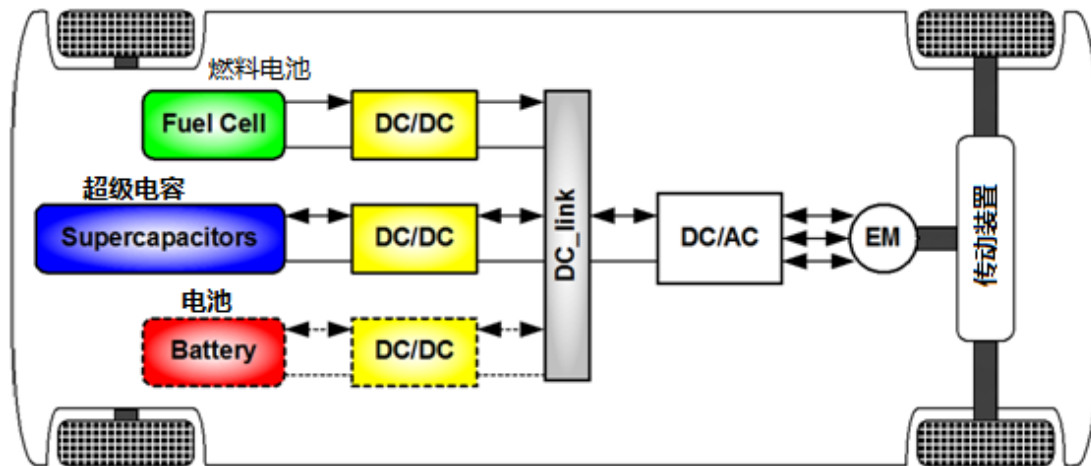 燃料电池
Fuel Cell
DC/DC
超级电容
Supercapacitors
DC/DC
电池
Battery
DC/DC
DC_link
DC/AC
EM
传动装置